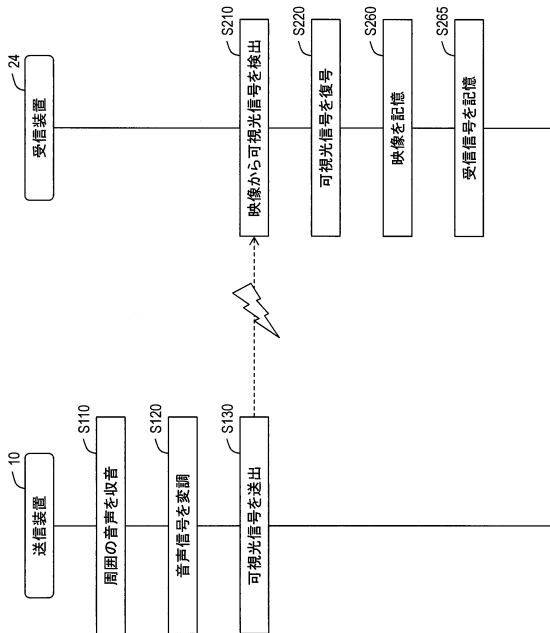 10
送信装置
S110
周囲の音声を収音
S120
音声信号を変調
S130
可視光信号を送出
24
受信装置
S210
映像から可視光信号を検出
S220
可視光信号を復号
S260
映像を記憶
S265
受信信号を記憶